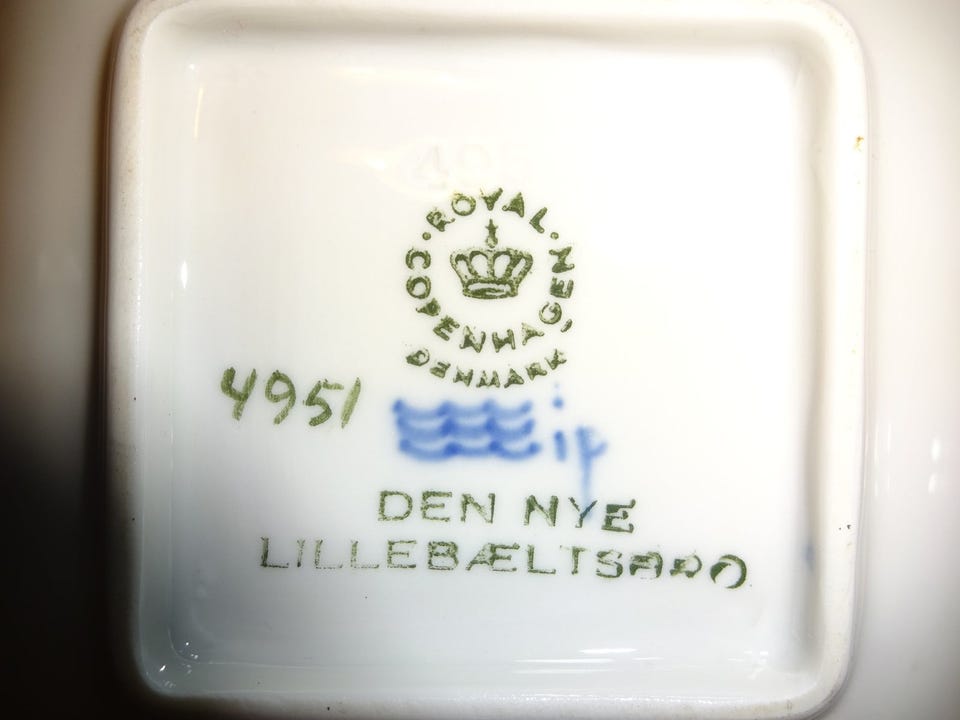 ROYAL
COPENHAGEN
DENMARK
4951
DEN NYE
LILLEBÆLTSBRO